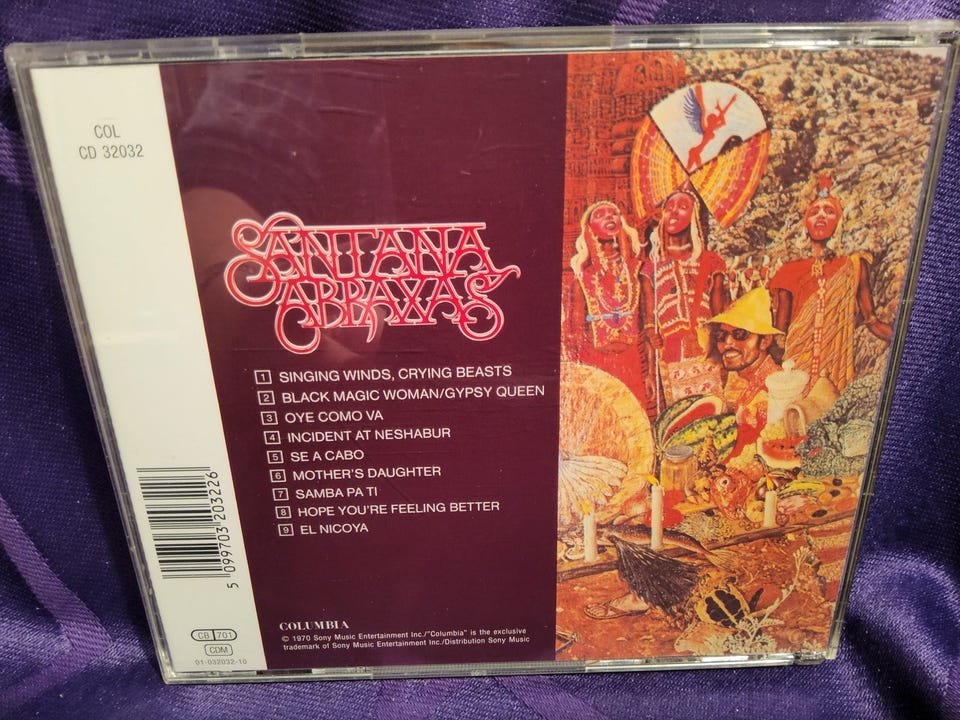 COL
CD 32032
SANTANA
ABRAXAS
1 SINGING WINDS, CRYING BEASTS
2 BLACK MAGIC WOMAN/GYPSY QUEEN
3 OYE COMO VA
4 INCIDENT AT NESHABUR
5 SE A CABO
6 MOTHER'S DAUGHTER
7 SAMBA PA TI
8 HOPE YOU'RE FEELING BETTER
9 EL NICOYA
5 099703 203226
COLUMBIA
© 1970 Sony Music Entertainment Inc./"Columbia" is the exclusive
trademark of Sony Music Entertainment Inc./Distribution Sony Music
CB 701
CDM
01-032032-10